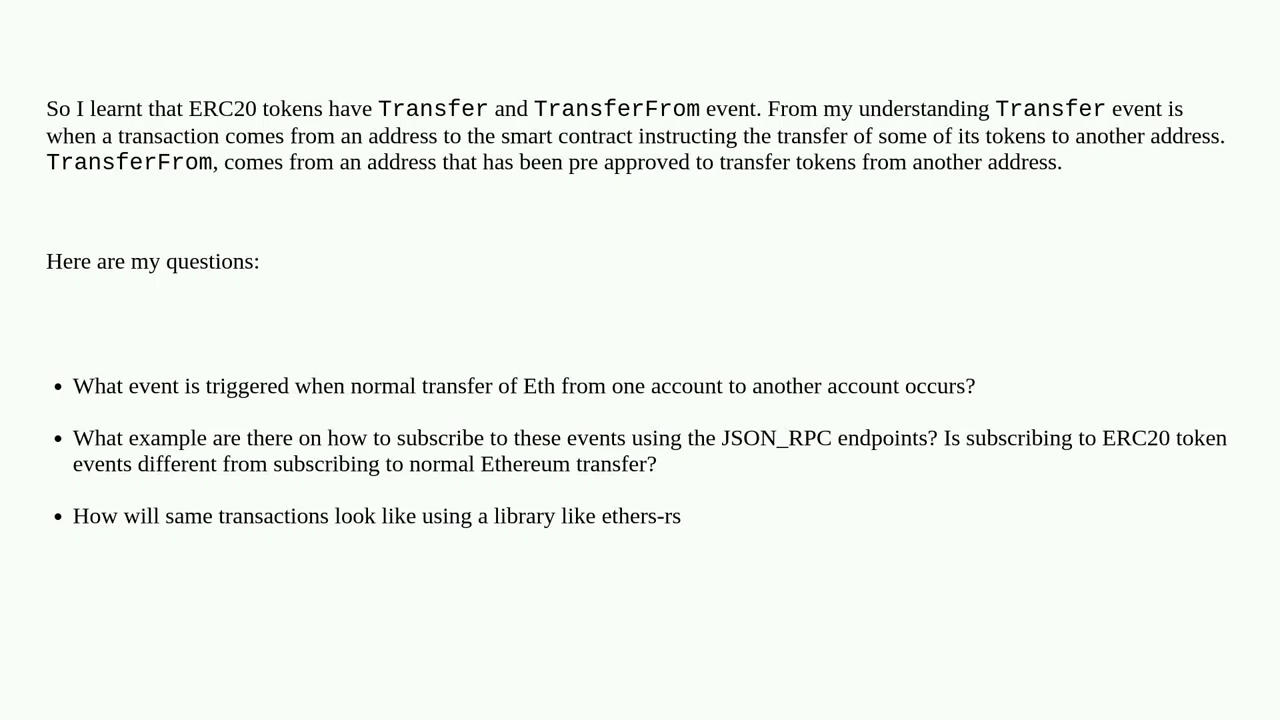 So I learnt that ERC20 tokens have Transfer and TransferFrom event. From my understanding Transfer event is
when a transaction comes from an address to the smart contract instructing the transfer of some of its tokens to another address.
TransferFrom, comes from an address that has been pre approved to transfer tokens from another address.
Here are my questions:
• What event is triggered when normal transfer of Eth from one account to another account occurs?
• What example are there on how to subscribe to these events using the JSON_RPC endpoints? Is subscribing to ERC20 token
events different from subscribing to normal Ethereum transfer?
• How will same transactions look like using a library like ethers-rs